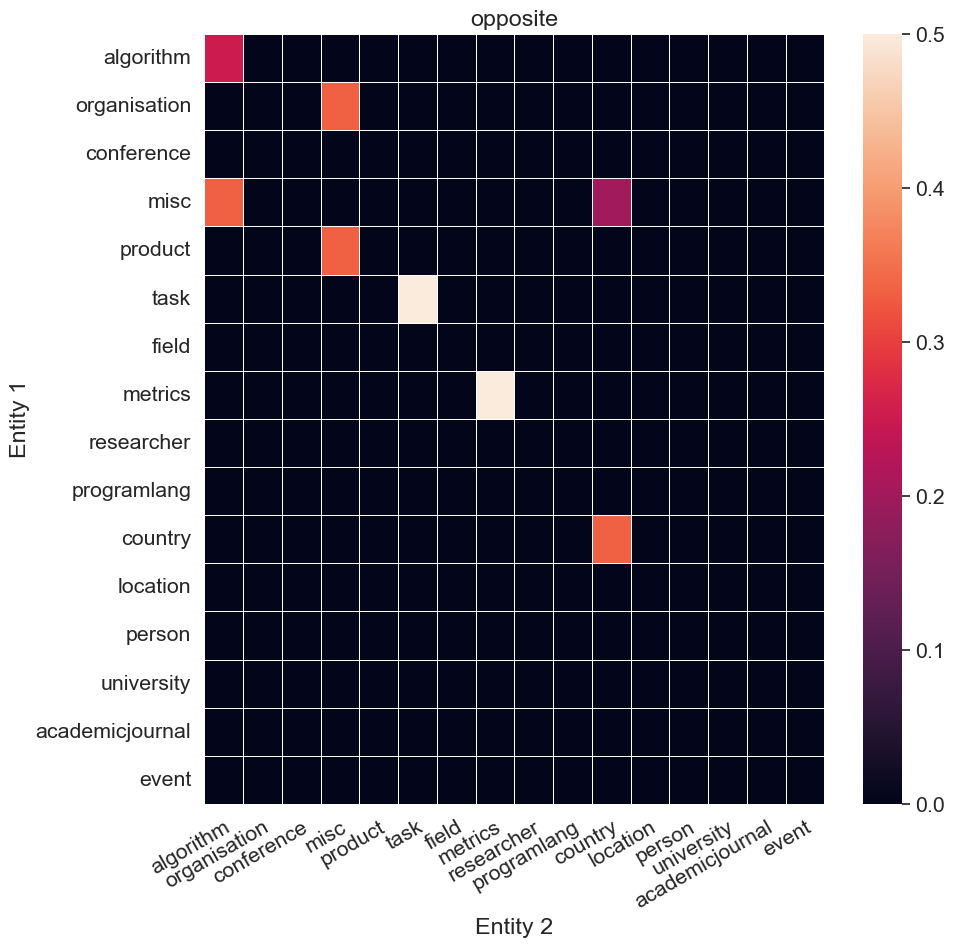 opposite
Entity 1
algorithm
organisation
conference
misc
product
task
field
metrics
researcher
programlang
country
location
person
university
academicjournal
event
algorithm
organisation
conference
misc
product
task
field
metrics
researcher
programlang
country
location
person
university
academicjournal
event
Entity 2
0.5
0.4
0.3
0.2
0.1
0.0